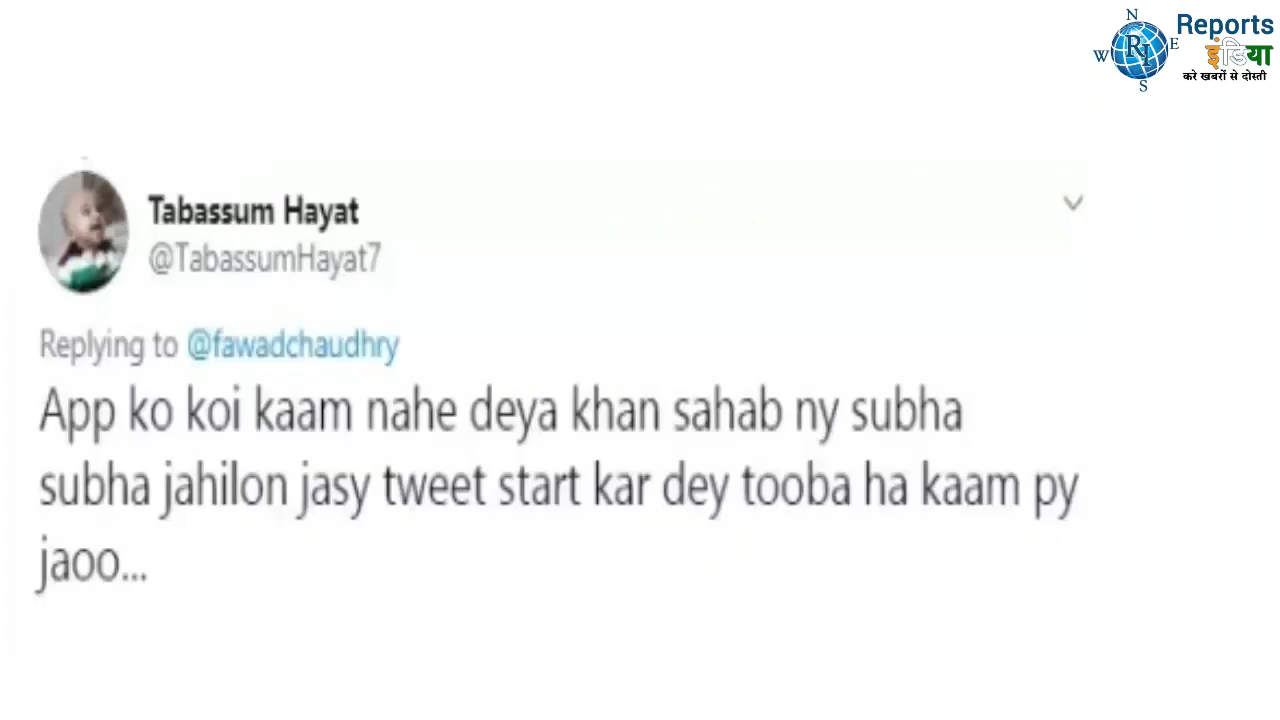 N
Reports
W RI E
इंडिया
करे खबरों से दोस्ती
S
Tabassum Hayat
@TabassumHayat7
Replying to @fawadchaudhry
App ko koi kaam nahe deya khan sahab ny subha
subha jahilon jasy tweet start kar dey tooba ha kaam py
jaoo...